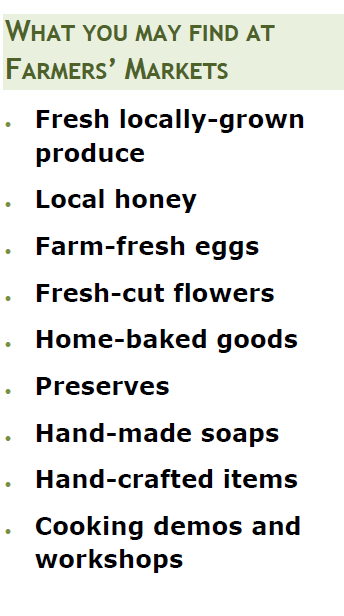 What you may find at
Farmers’ Markets
• Fresh locally-grown
produce
• Local honey
• Farm-fresh eggs
• Fresh-cut flowers
• Home-baked goods
• Preserves
• Hand-made soaps
• Hand-crafted items
• Cooking demos and
workshops